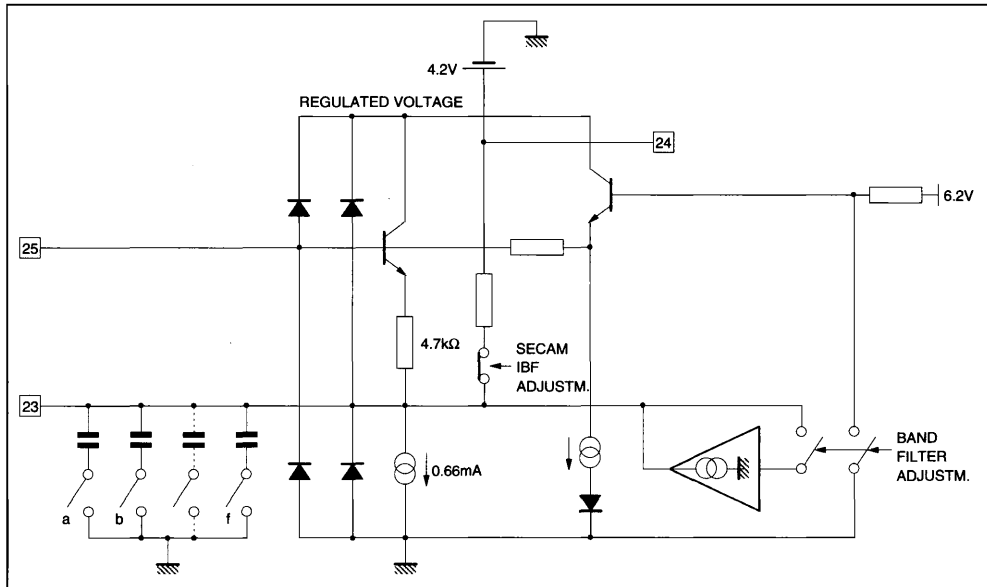 4.2V
REGULATED VOLTAGE
24
6.2V
25
4.7kΩ
SECAM
IBF
ADJUSTM.
23
0.66mA
BAND
FILTER
ADJUSTM.
a
b
f